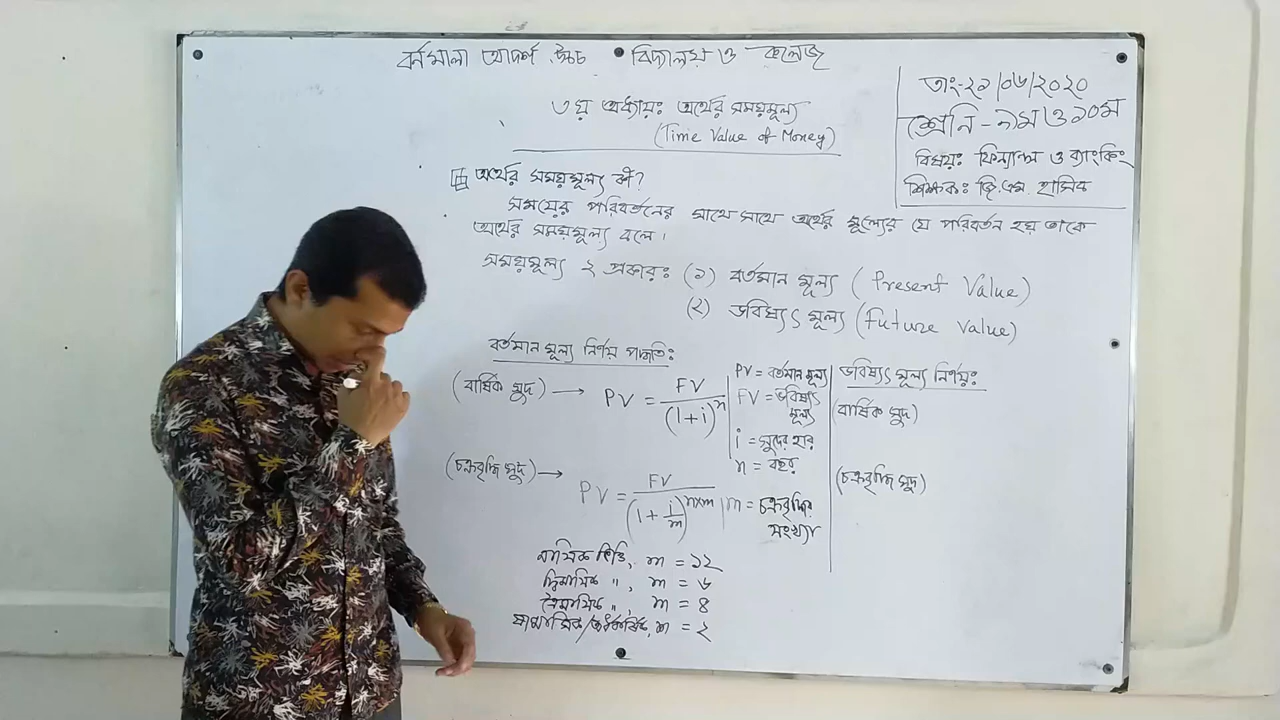 বর্ণমালা আদর্শ উচ্চ বিদ্যালয় ও কলেজ
তাং-২১/০৬/২০২০
শ্রেনি - ৯ম ও ১০ম
বিষয়ঃ ফিন্যান্স ও ব্যাংকিং
শিক্ষকঃ জি.এম. হাসিব
৩য় অধ্যায়ঃ অর্থের সময়মূল্য
(Time Value of Money)
অর্থের সময়মূল্য কী?
সময়ের পরিবর্তনের সাথে সাথে অর্থের মূল্যের যে পরিবর্তন হয় তাকে
অর্থের সময়মূল্য বলে।
সময়মূল্য ২ প্রকারঃ (১) বর্তমান মূল্য (Present Value)
(২) ভবিষ্যৎ মূল্য (Future Value)
বর্তমান মূল্য নির্ণয় পদ্ধতিঃ
(বার্ষিক সুদ) → PV = FV / (1+i)^n
PV = বর্তমান মূল্য
FV = ভবিষ্যৎ
মূল্য
i = সুদের হার
n = বছর
(চক্রবৃদ্ধি সুদ) → PV = FV / (1 + i/m)^n×m
m = চক্রবৃদ্ধির
সংখ্যা
মাসিক কিস্তি, m = ১২
দ্বিমাসিক ", m = ৬
ত্রৈমাসিক ", m = ৪
ষান্মাসিক/অর্ধবার্ষিক, m = ২
ভবিষ্যৎ মূল্য নির্ণয়ঃ
(বার্ষিক সুদ)
(চক্রবৃদ্ধি সুদ)